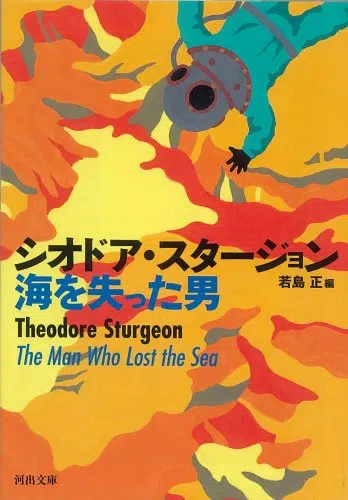 シオドア・スタージョン
海を失った男
若島 正 編
Theodore Sturgeon
The Man Who Lost the Sea
河出文庫